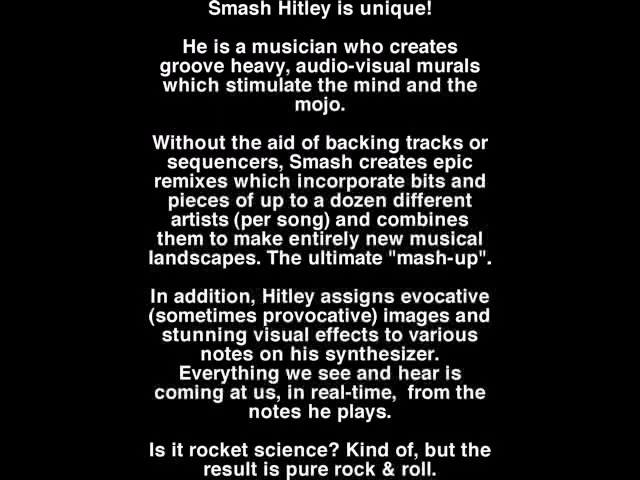 Smash Hitley is unique!
He is a musician who creates
groove heavy, audio-visual murals
which stimulate the mind and the
mojo.
Without the aid of backing tracks or
sequencers, Smash creates epic
remixes which incorporate bits and
pieces of up to a dozen different
artists (per song) and combines
them to make entirely new musical
landscapes. The ultimate "mash-up".
In addition, Hitley assigns evocative
(sometimes provocative) images and
stunning visual effects to various
notes on his synthesizer.
Everything we see and hear is
coming at us, in real-time,  from the
notes he plays.
Is it rocket science? Kind of, but the
result is pure rock & roll.